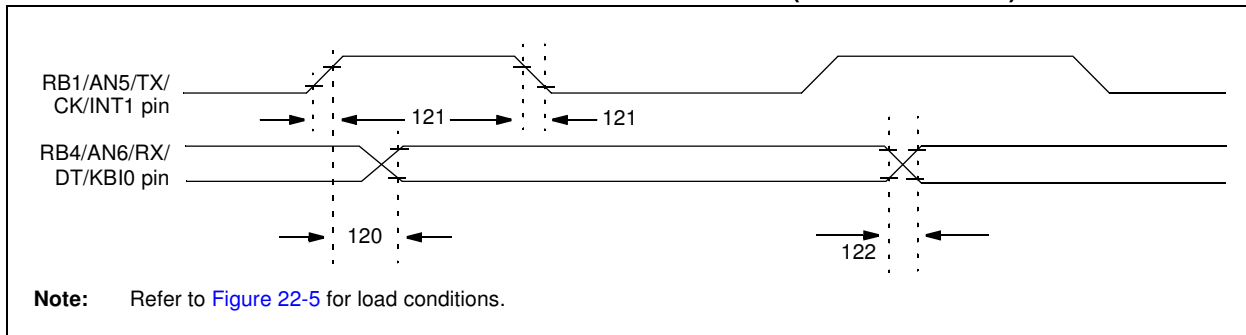 RB1/AN5/TX/
CK/INT1 pin
121
121
RB4/AN6/RX/
DT/KBI0 pin
120
122
Note: Refer to Figure 22-5 for load conditions.